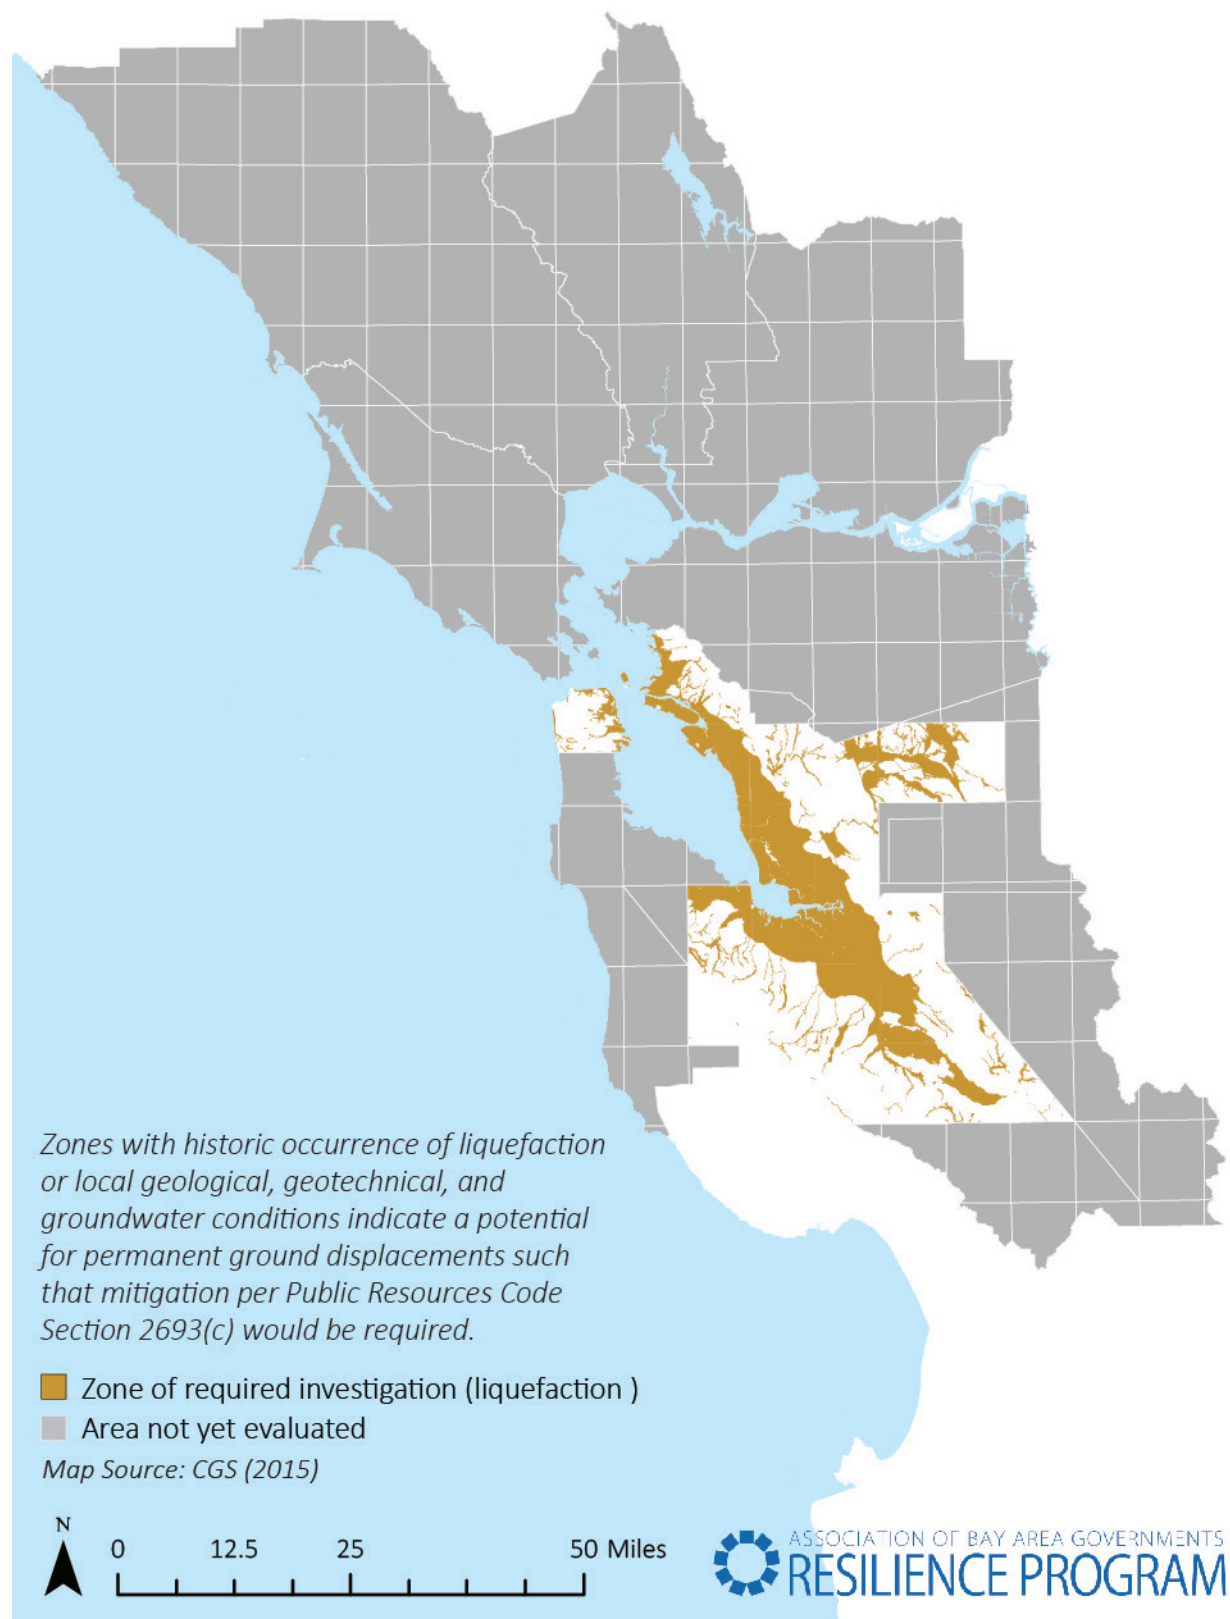 Zones with historic occurrence of liquefaction
or local geological, geotechnical, and
groundwater conditions indicate a potential
for permanent ground displacements such
that mitigation per Public Resources Code
Section 2693(c) would be required.
Zone of required investigation (liquefaction )
Area not yet evaluated
Map Source: CGS (2015)
N
0 12.5 25 50 Miles
ASSOCIATION OF BAY AREA GOVERNMENTS
RESILIENCE PROGRAM